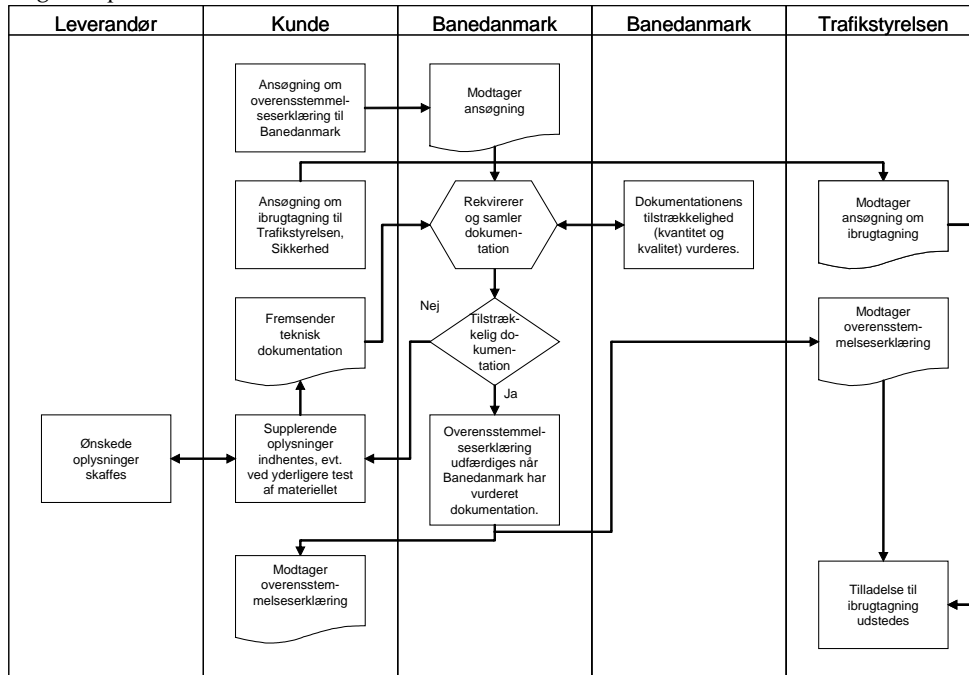 Leverandør
Kunde
Banedanmark
Banedanmark
Trafikstyrelsen
Ansøgning om
overensstemmel-
seserklæring til
Banedanmark
Modtager
ansøgning
Ansøgning om
ibrugtagning til
Trafikstyrelsen,
Sikkerhed
Rekvirerer
og samler
dokumen-
tation
Dokumentationens
tilstrækkelighed
(kvantitet og
kvalitet) vurderes.
Modtager
ansøgning om
ibrugtagning
Fremsender
teknisk
dokumentation
Nej
Tilstræk-
kelig do-
kumen-
tation
Ja
Modtager
overensstem-
melseserklæring
Ønskede
oplysninger
skaffes
Supplerende
oplysninger
indhentes, evt.
ved yderligere test
af materiellet
Overensstemmel-
seserklæring
udfærdiges når
Banedanmark har
vurderet
dokumentation.
Modtager
overensstem-
melseserklæring
Tilladelse til
ibrugtagning
udstedes